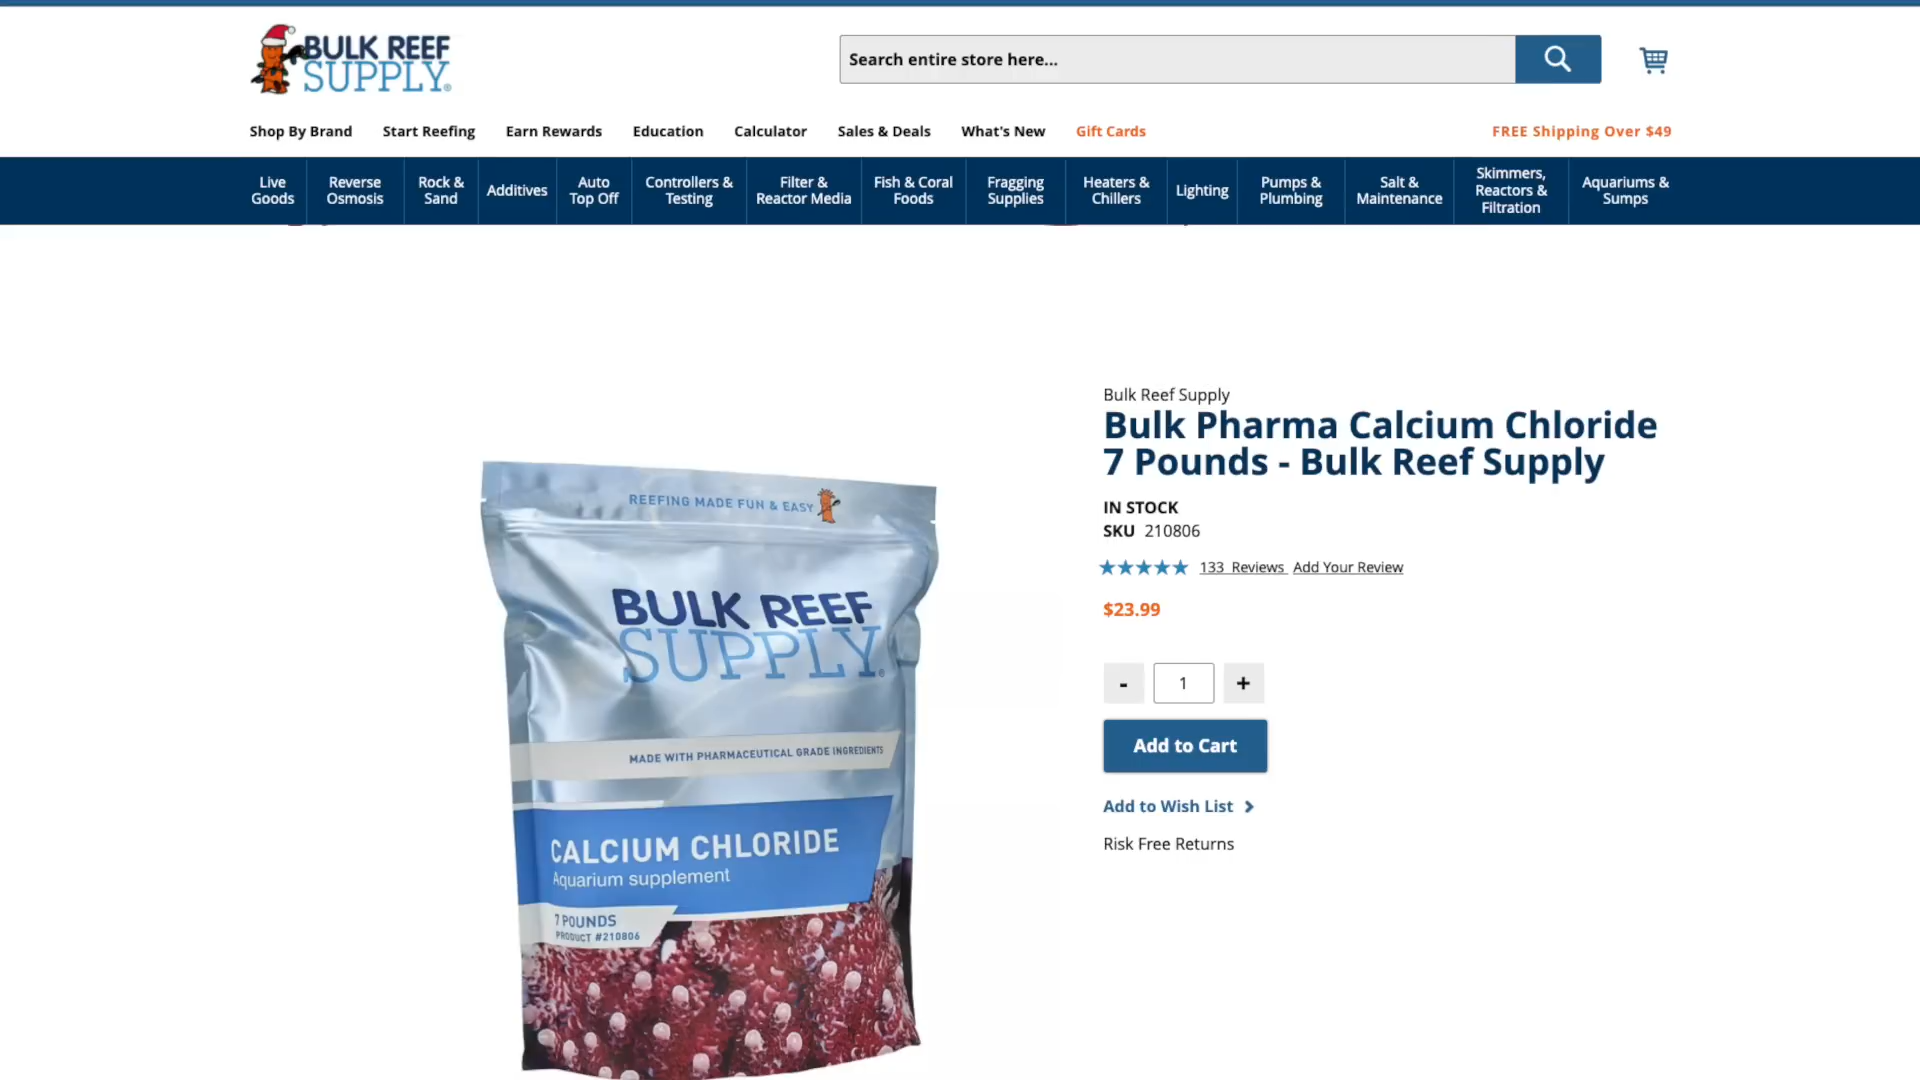 BULK REEF
SUPPLY®
Search entire store here...
Shop By Brand
Start Reefing
Earn Rewards
Education
Calculator
Sales & Deals
What's New
Gift Cards
FREE Shipping Over $49
Live
Goods
Reverse
Osmosis
Rock &
Sand
Additives
Auto
Top Off
Controllers &
Testing
Filter &
Reactor Media
Fish & Coral
Foods
Fragging
Supplies
Heaters &
Chillers
Lighting
Pumps &
Plumbing
Salt &
Maintenance
Skimmers,
Reactors &
Filtration
Aquariums &
Sumps
REEFING MADE FUN & EASY
BULK REEF
SUPPLY®
MADE WITH PHARMACEUTICAL GRADE INGREDIENTS
CALCIUM CHLORIDE
Aquarium supplement
7 POUNDS
PRODUCT #210806
Bulk Reef Supply
Bulk Pharma Calcium Chloride
7 Pounds - Bulk Reef Supply
IN STOCK
SKU 210806
133 Reviews Add Your Review
$23.99
- 1 +
Add to Cart
Add to Wish List
Risk Free Returns